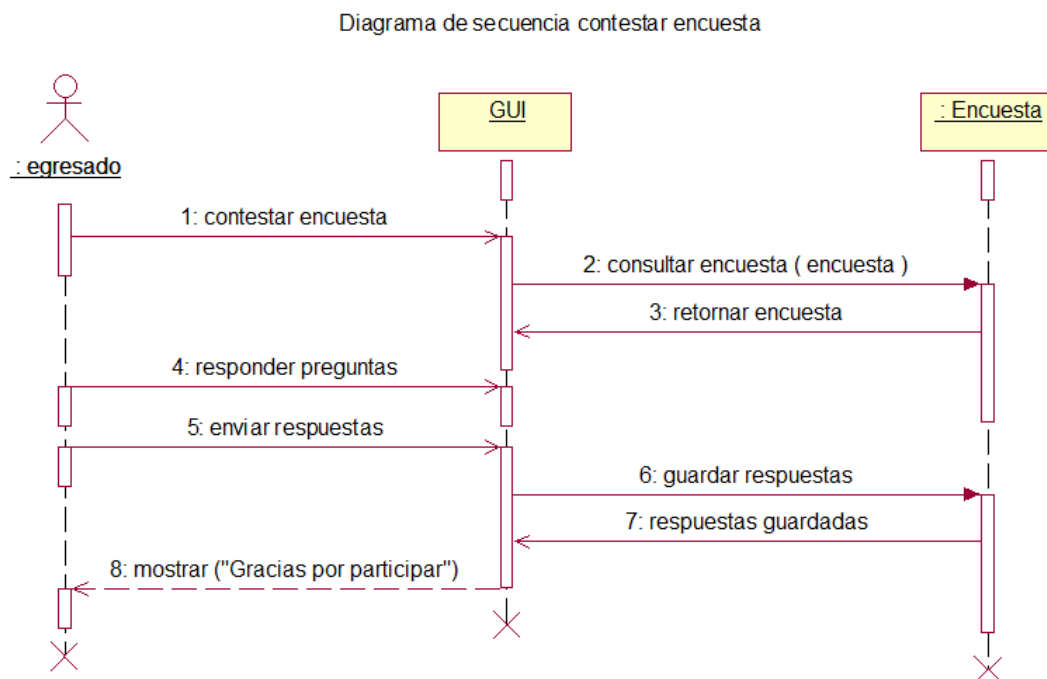 Diagrama de secuencia contestar encuesta
: egresado
GUI
: Encuesta
1: contestar encuesta
2: consultar encuesta ( encuesta )
3: retornar encuesta
4: responder preguntas
5: enviar respuestas
6: guardar respuestas
7: respuestas guardadas
8: mostrar ("Gracias por participar")